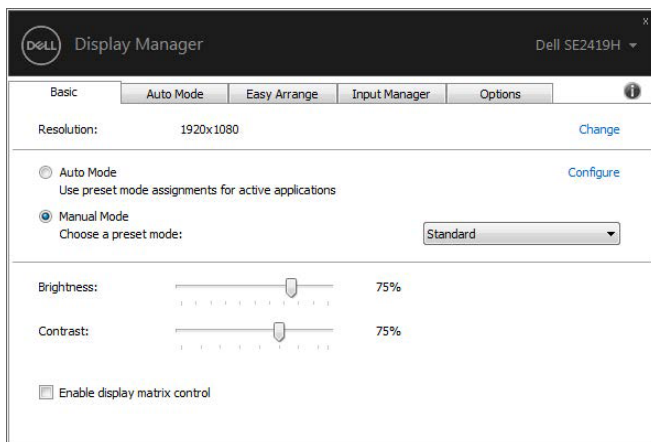 x
DELL Display Manager Dell SE2419H
Basic Auto Mode Easy Arrange Input Manager Options i
Resolution: 1920x1080 Change
Auto Mode Configure
Use preset mode assignments for active applications
Manual Mode
Choose a preset mode: Standard
Brightness: 75%
Contrast: 75%
Enable display matrix control